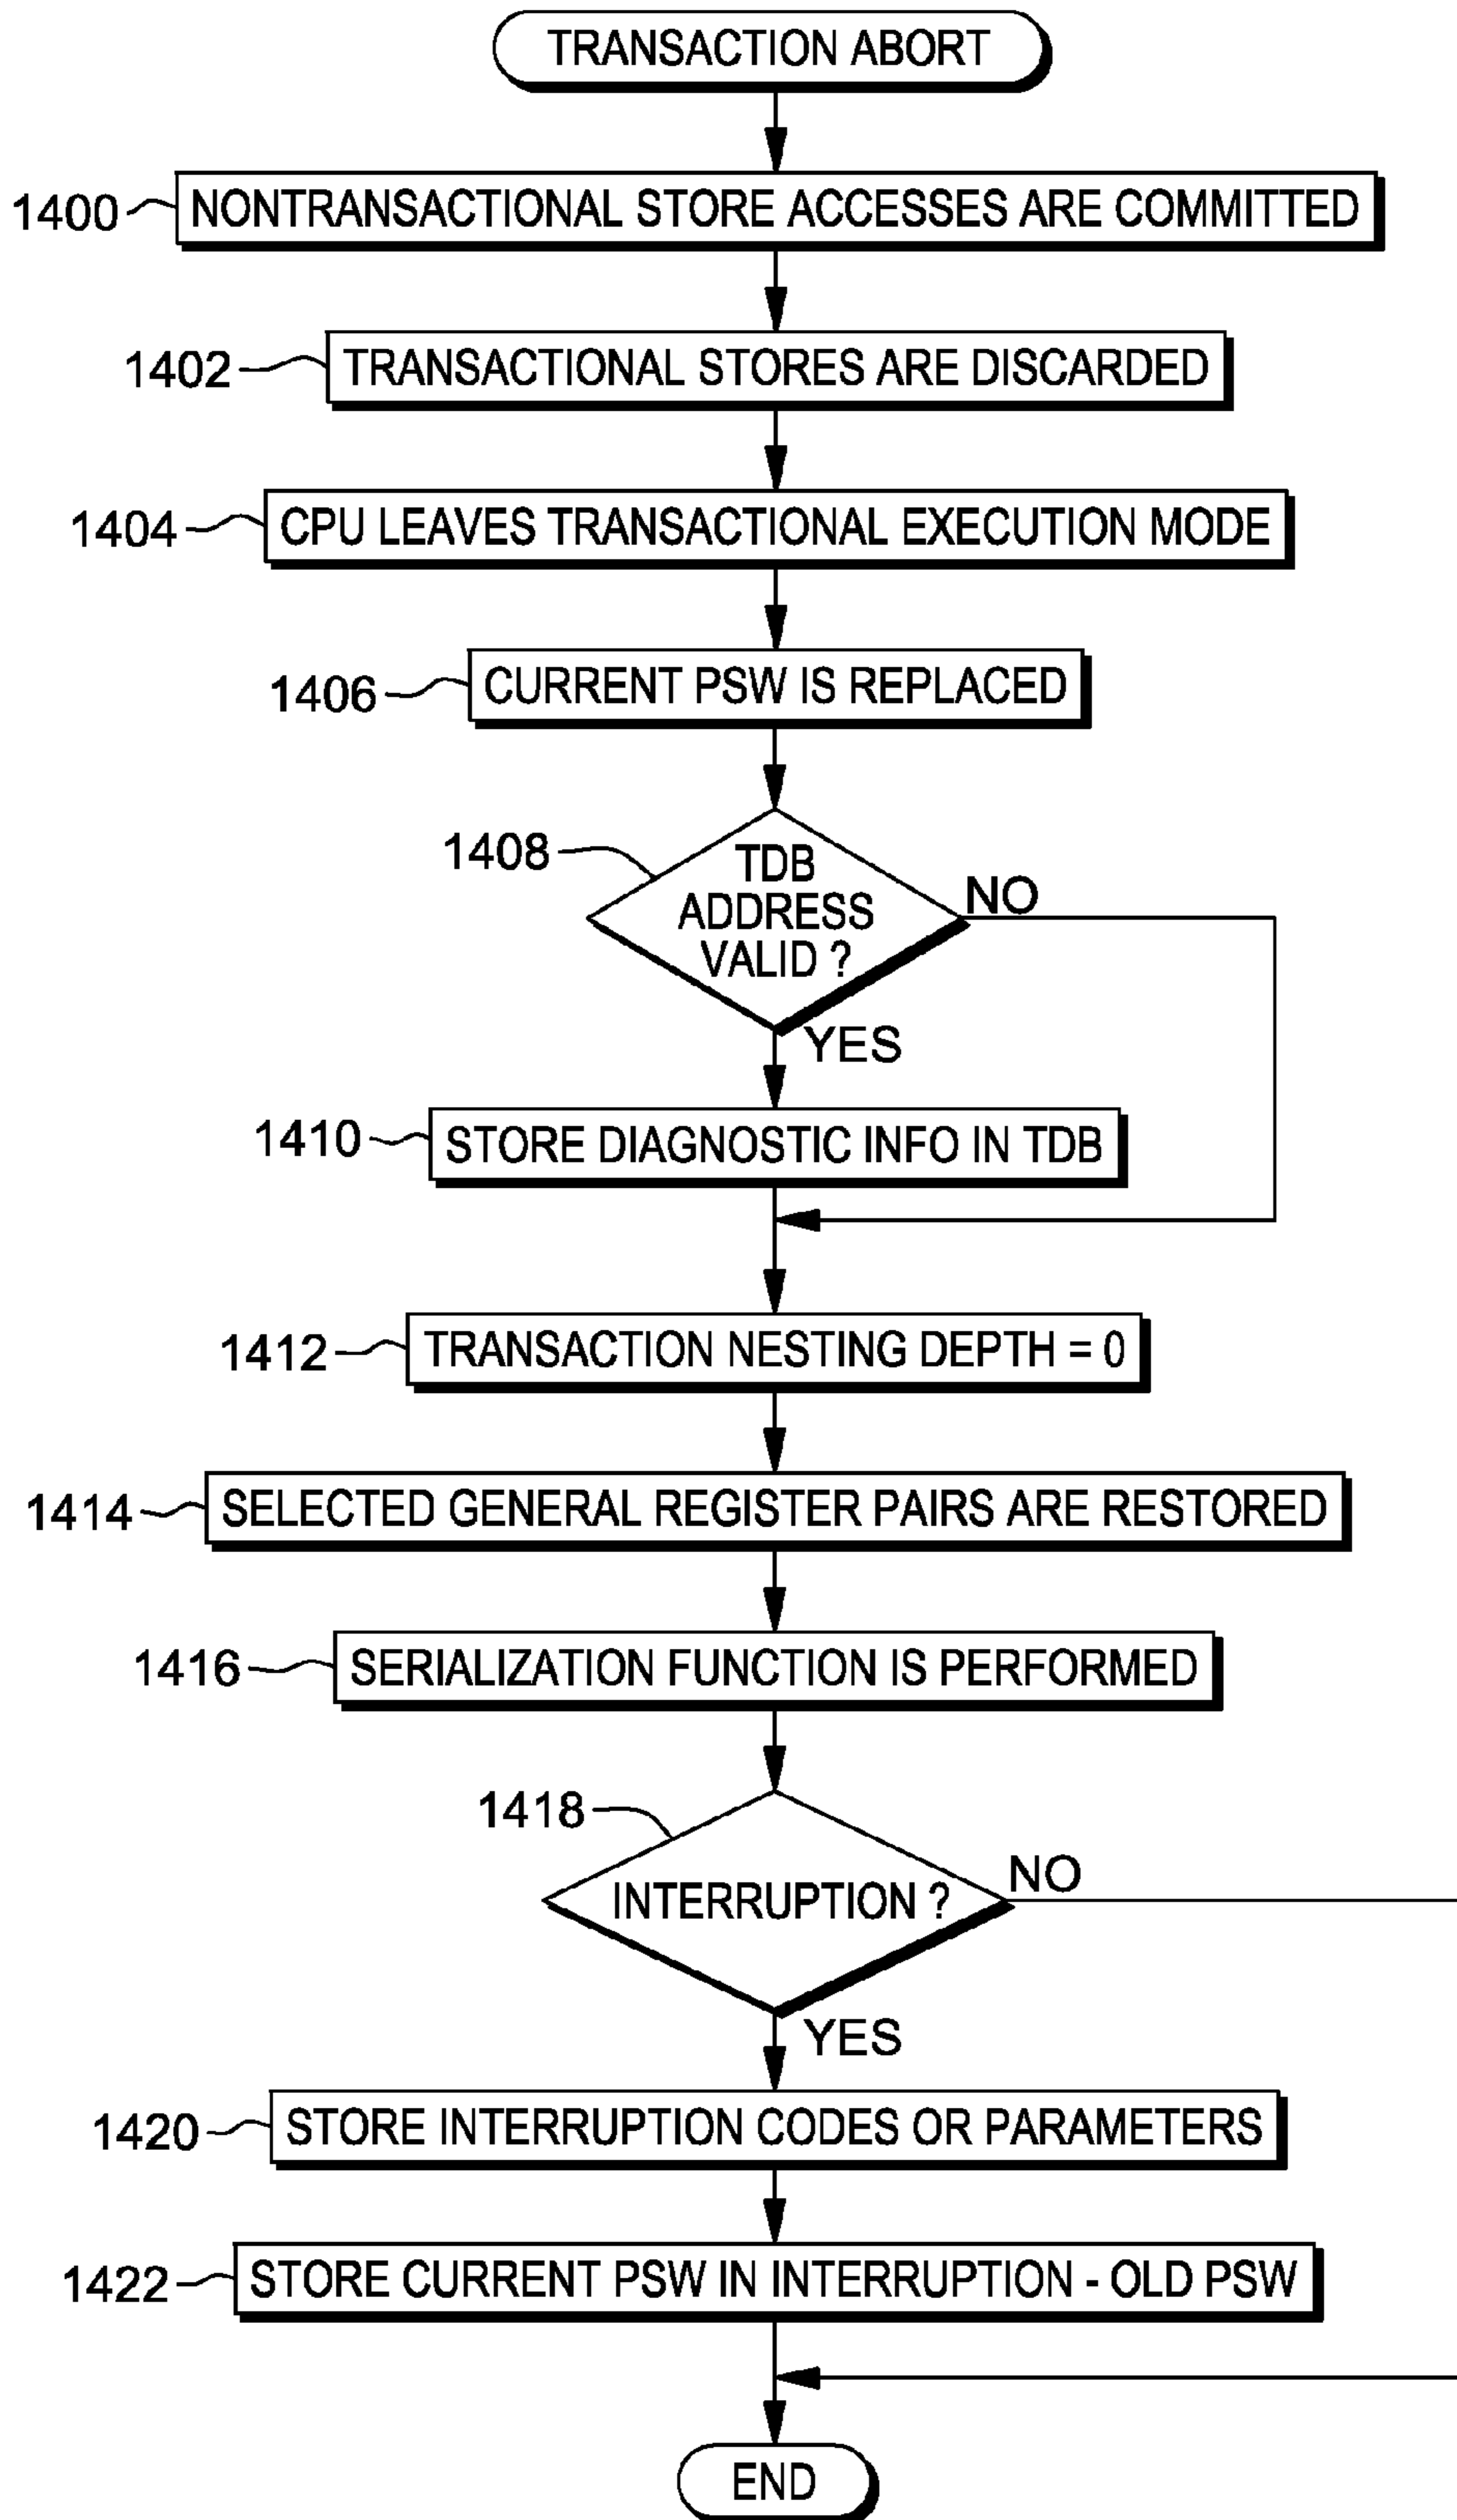 TRANSACTION ABORT
1400
NONTRANSACTIONAL STORE ACCESSES ARE COMMITTED
1402
TRANSACTIONAL STORES ARE DISCARDED
1404
CPU LEAVES TRANSACTIONAL EXECUTION MODE
1406
CURRENT PSW IS REPLACED
1408
TDB
ADDRESS
VALID ?
NO
YES
1410
STORE DIAGNOSTIC INFO IN TDB
1412
TRANSACTION NESTING DEPTH = 0
1414
SELECTED GENERAL REGISTER PAIRS ARE RESTORED
1416
SERIALIZATION FUNCTION IS PERFORMED
1418
INTERRUPTION ?
NO
YES
1420
STORE INTERRUPTION CODES OR PARAMETERS
1422
STORE CURRENT PSW IN INTERRUPTION - OLD PSW
END